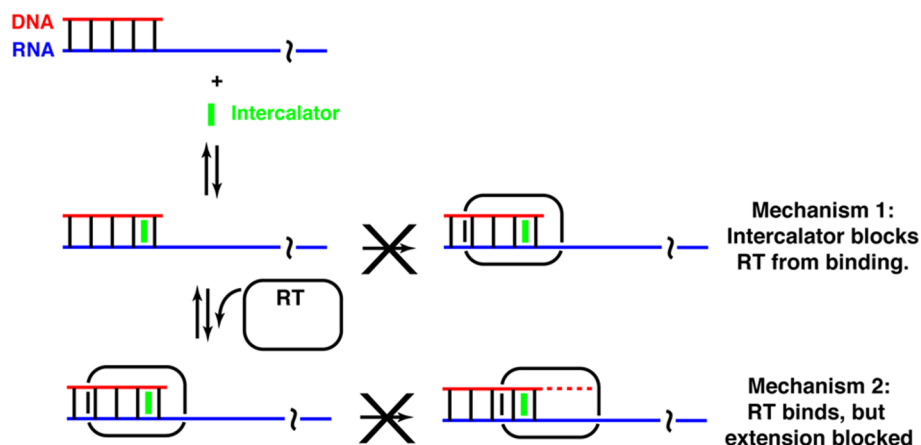 DNA
RNA
+
Intercalator
Mechanism 1:
Intercalator blocks
RT from binding.
RT
Mechanism 2:
RT binds, but
extension blocked